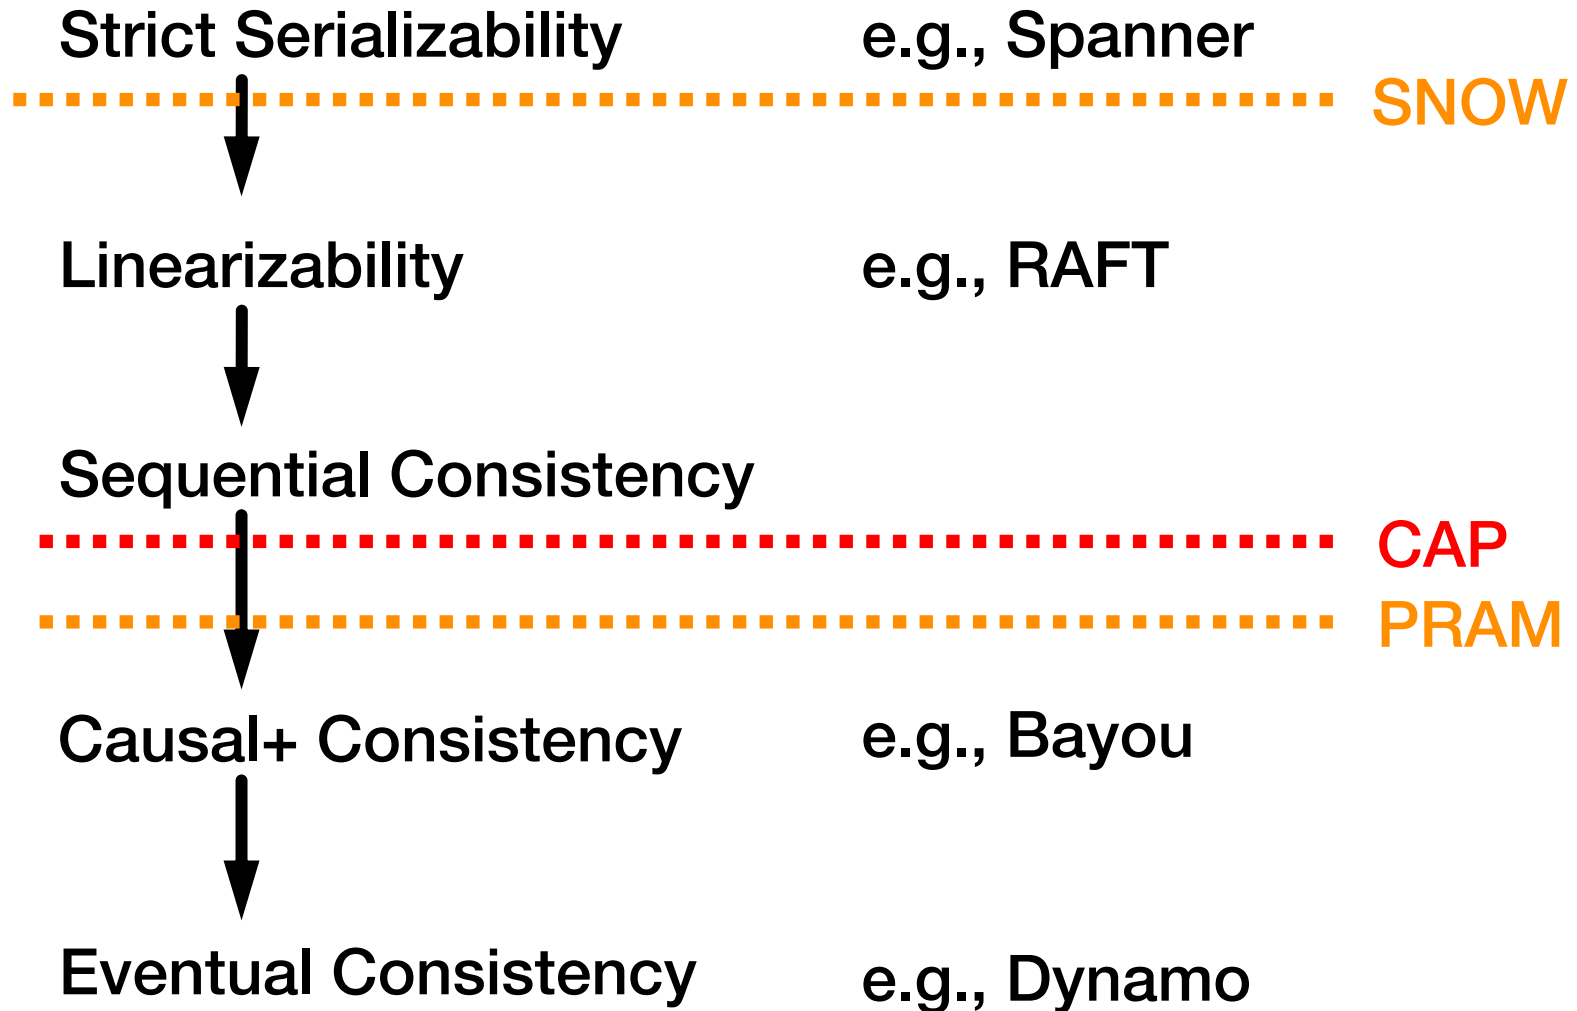 Strict Serializability e.g., Spanner
SNOW
Linearizability e.g., RAFT
Sequential Consistency
CAP
PRAM
Causal+ Consistency e.g., Bayou
Eventual Consistency e.g., Dynamo